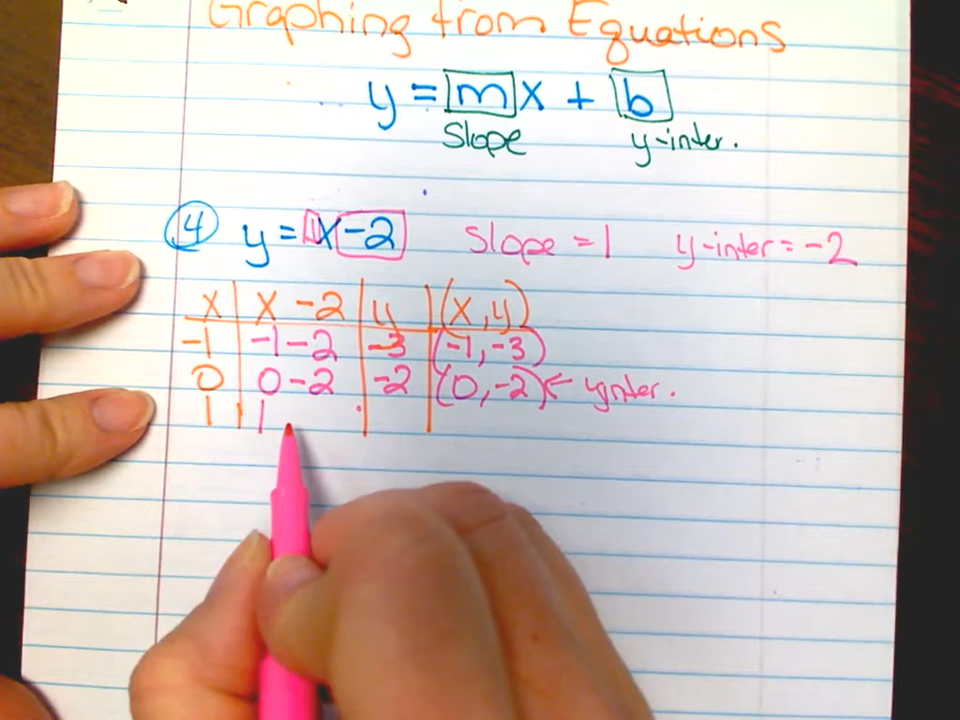 Graphing from Equations
y = mx + b
Slope y-inter.
4 y = 1x - 2 Slope = 1 y-inter = -2
x x - 2 y (x, y)
-1 -1 - 2 -3 (-1, -3)
0 0 - 2 -2 (0, -2) ← y-inter.
1 1